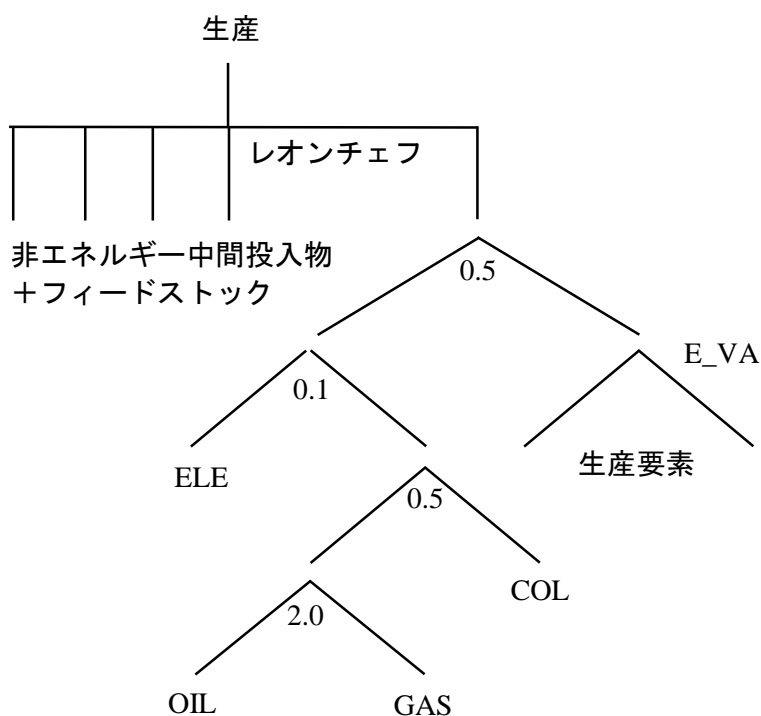 生産
レオンチェフ
非エネルギー中間投入物
+フィードストック
0.5
E_VA
0.1
ELE
生産要素
0.5
COL
2.0
OIL
GAS